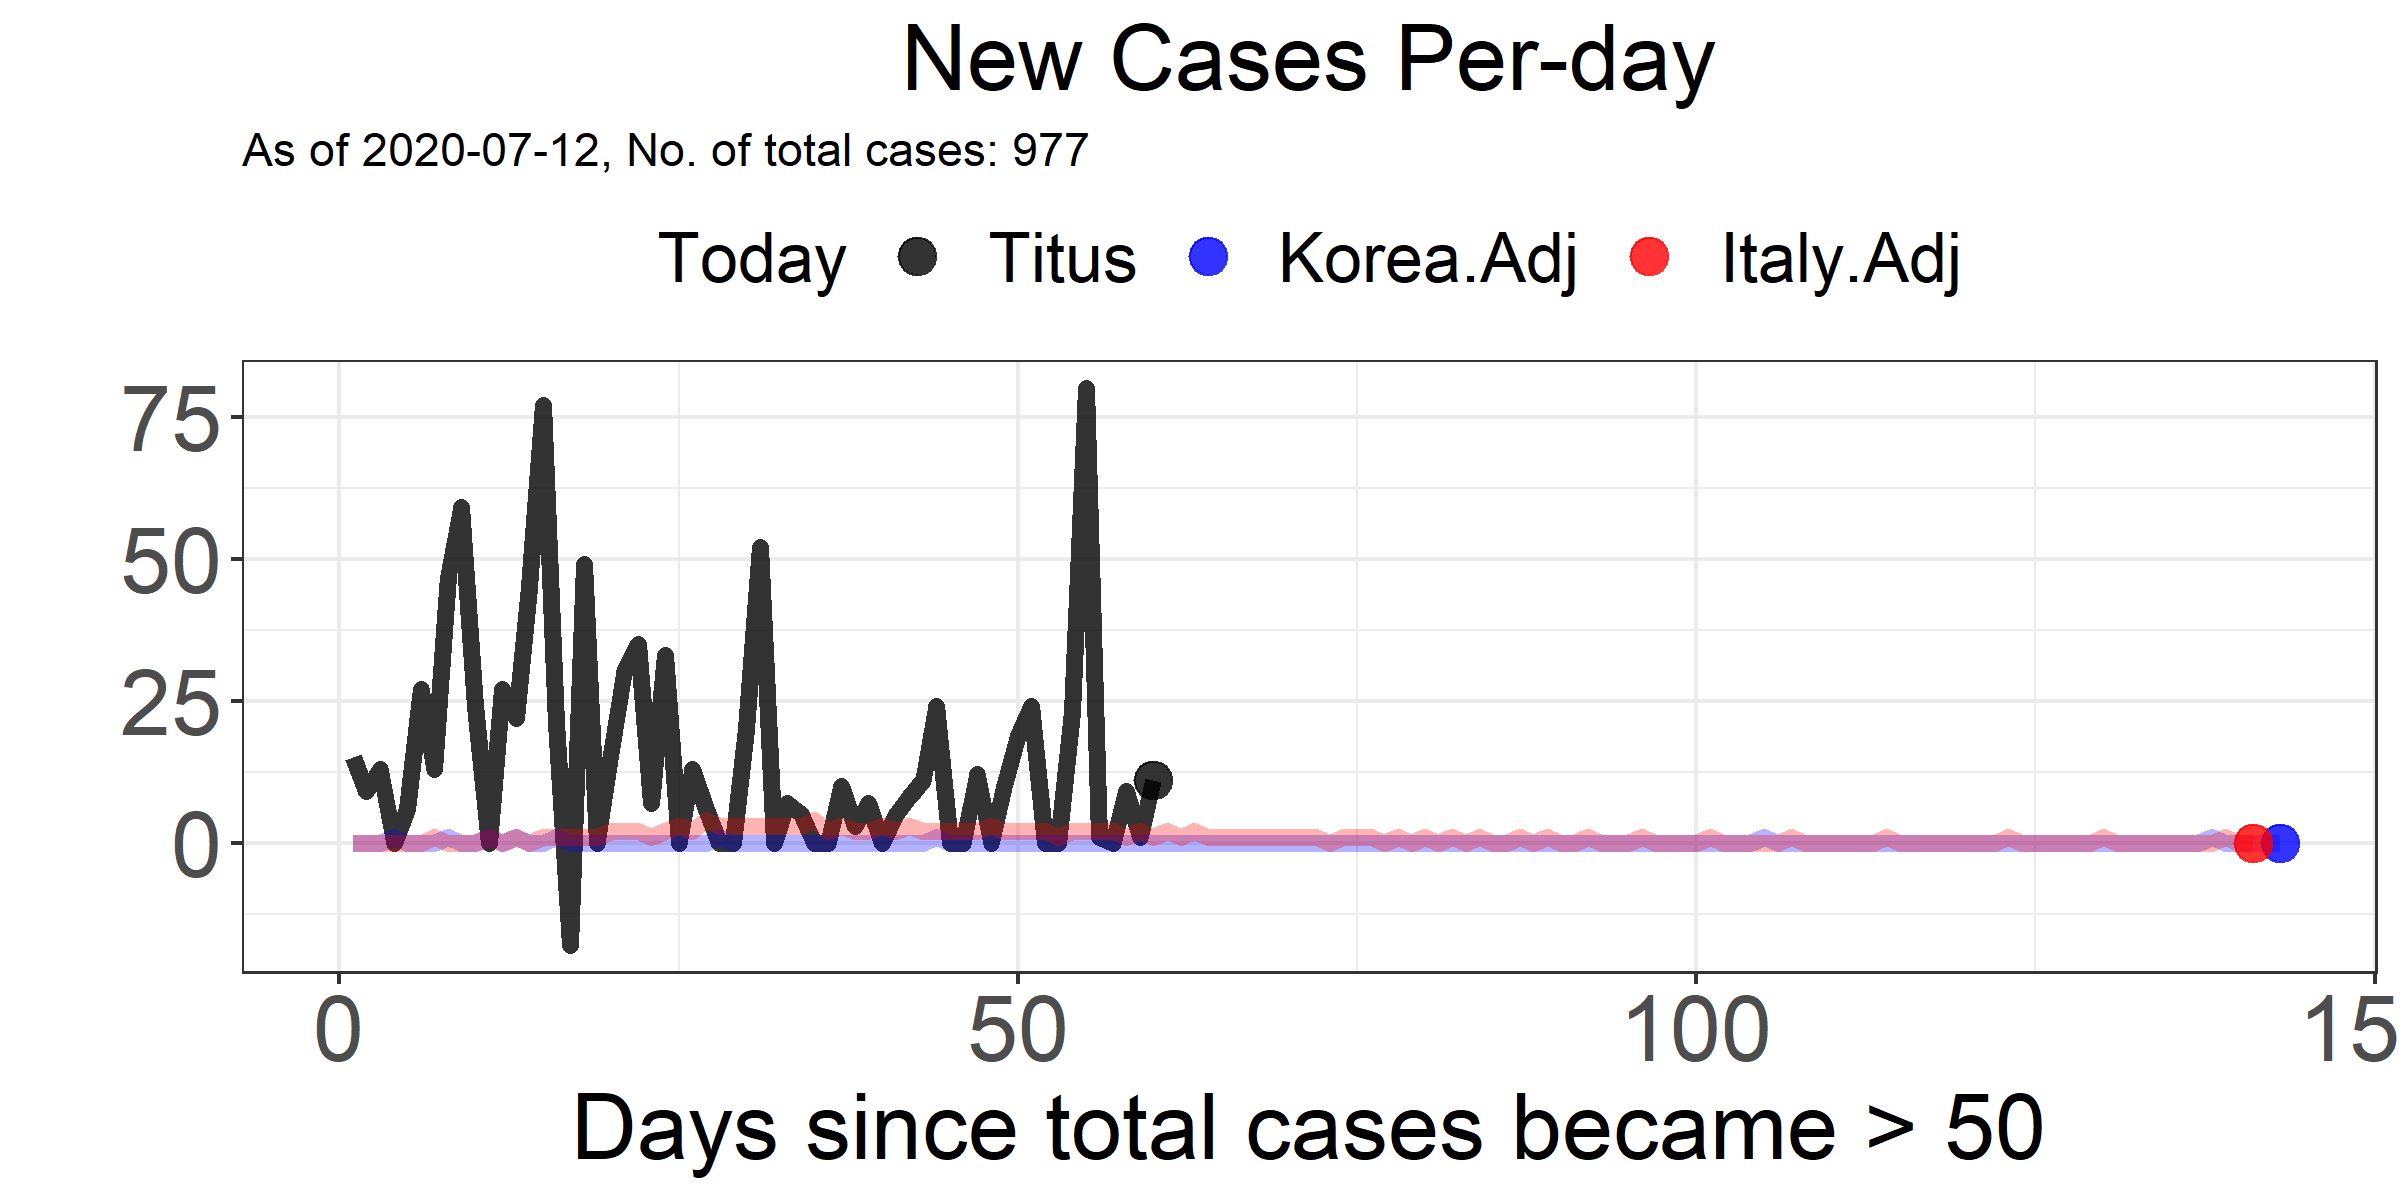 New Cases Per-day
As of 2020-07-12, No. of total cases: 977
Today Titus Korea.Adj Italy.Adj
75
50
25
0
0 50 100 15
Days since total cases became > 50